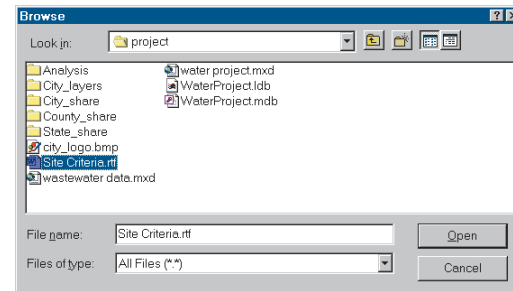 Browse
Look in: project
Analysis
City_layers
City_share
County_share
State_share
city_logo.bmp
Site Criteria.rtf
wastewater data.mxd
water project.mxd
WaterProject.ldb
WaterProject.mdb
File name: Site Criteria.rtf Open
Files of type: All Files (*.*) Cancel